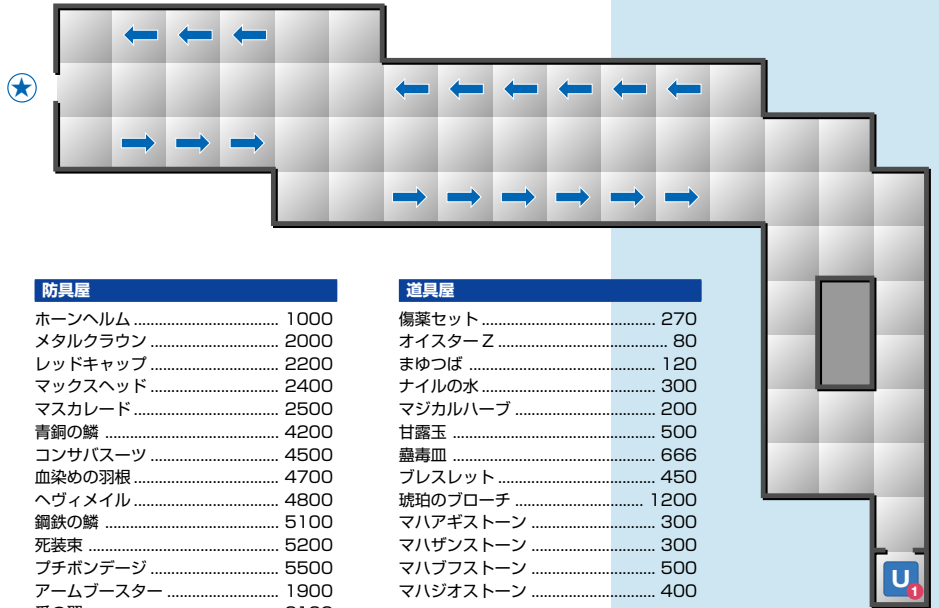 防具屋
ホーンヘルム 1000
メタルクラウン 2000
レッドキャップ 2200
マックスヘッド 2400
マスカレード 2500
青銅の鱗 4200
コンサバスーツ 4500
血染めの羽根 4700
ヘヴィメイル 4800
鋼鉄の鱗 5100
死装束 5200
プチボンデージ 5500
アームブースター 1900
道具屋
傷薬セット 270
オイスターZ 80
まゆつば 120
ナイルの水 300
マジカルハーブ 200
甘露玉 500
蠱毒皿 666
ブレスレット 450
琥珀のブローチ 1200
マハアギストーン 300
マハザンストーン 300
マハブフストーン 500
マハジオストーン 400
U
1